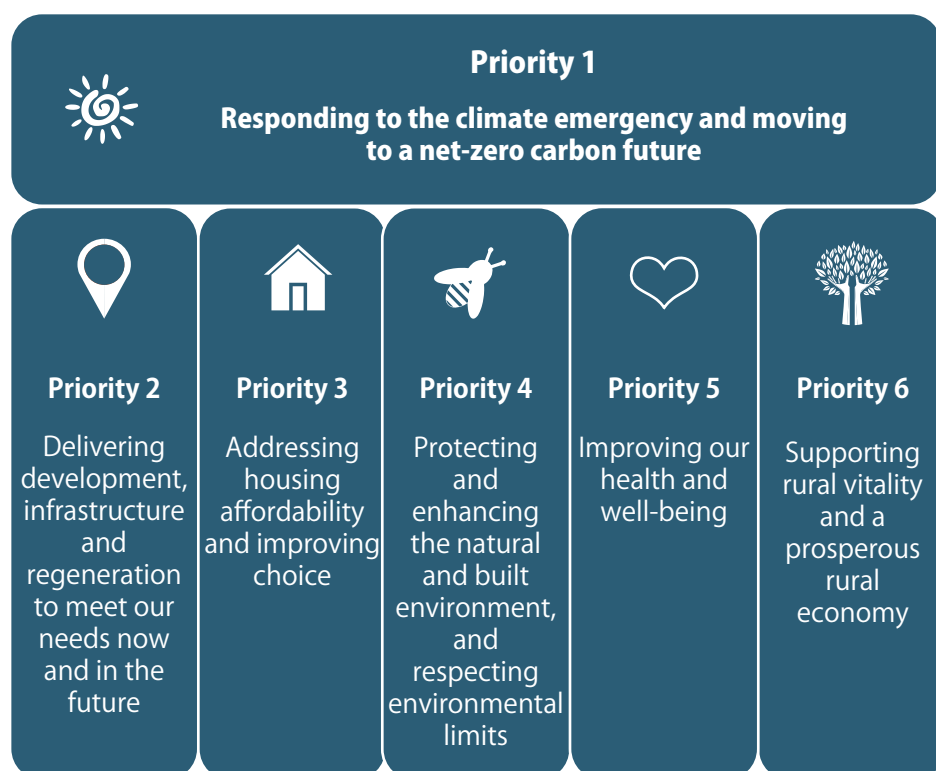 Priority 1
Responding to the climate emergency and moving
to a net-zero carbon future
Priority 2
Delivering
development,
infrastructure
and
regeneration
to meet our
needs now
and in the
future
Priority 3
Addressing
housing
affordability
and improving
choice
Priority 4
Protecting
and
enhancing
the natural
and built
environment,
and
respecting
environmental
limits
Priority 5
Improving our
health and
well-being
Priority 6
Supporting
rural vitality
and a
prosperous
rural
economy